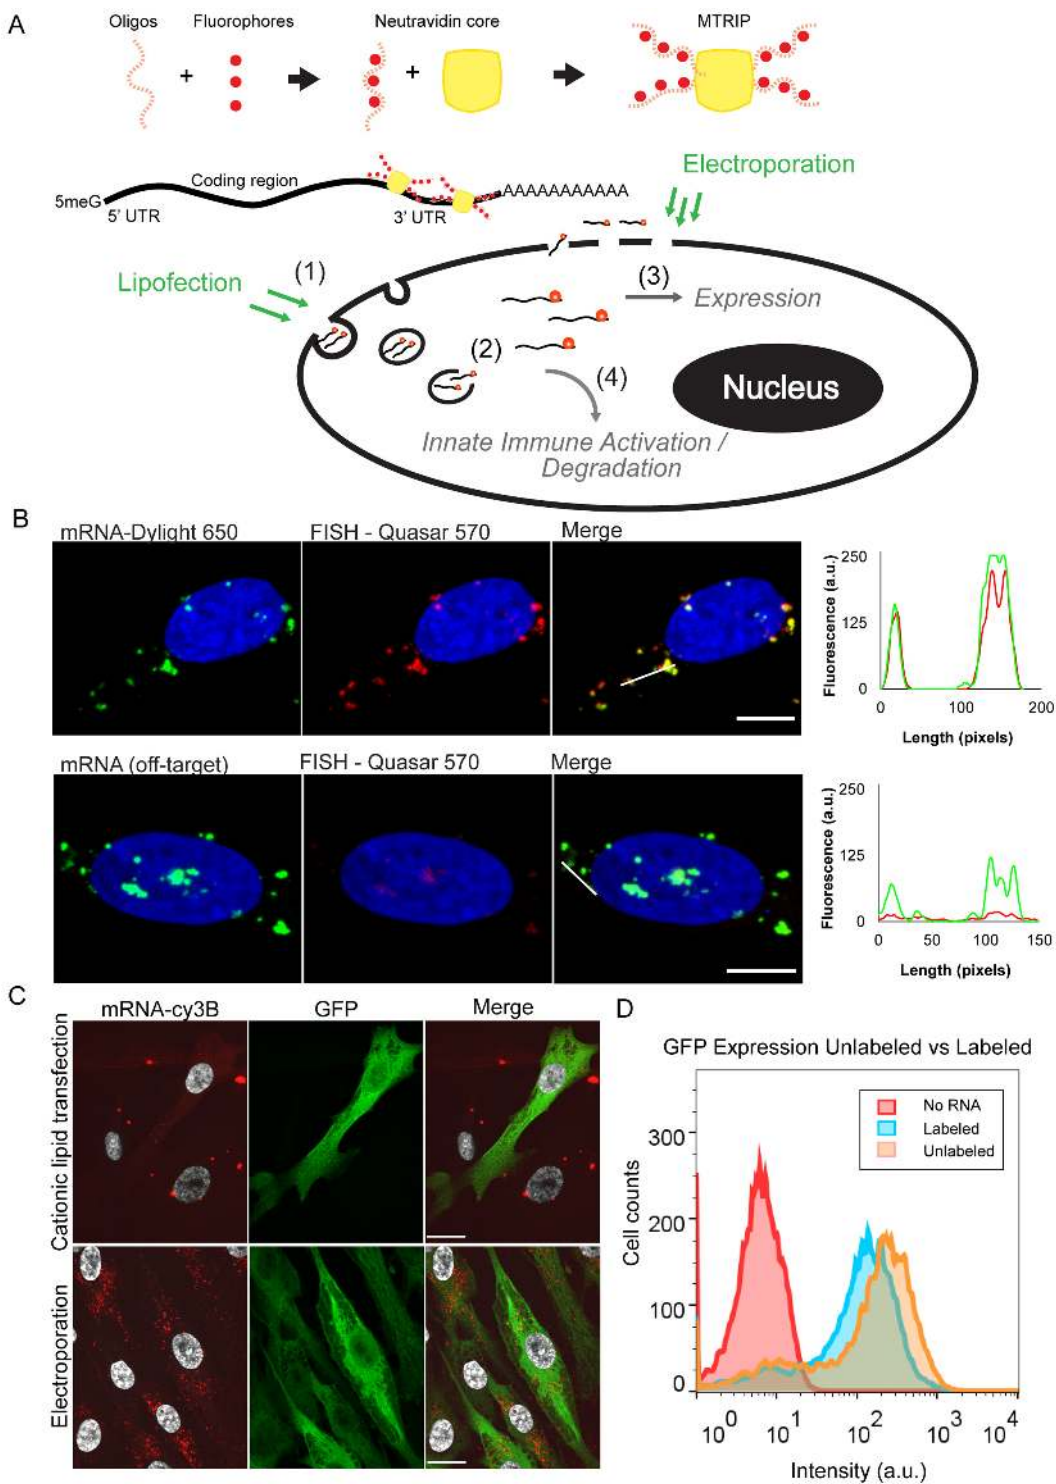 A
Oligos
Fluorophores
Neutravidin core
MTRIP
+
+
Electroporation
Coding region
5meG
5' UTR
3' UTR
AAAAAAAAAAA
Lipofection
(1)
(3)
Expression
(2)
(4)
Nucleus
Innate Immune Activation /
Degradation
B
mRNA-Dylight 650
FISH - Quasar 570
Merge
Fluorescence (a.u.)
250
125
0
0 100 200
Length (pixels)
mRNA (off-target)
FISH - Quasar 570
Merge
Fluorescence (a.u.)
250
125
0
0 50 100 150
Length (pixels)
C
mRNA-cy3B
GFP
Merge
Cationic lipid transfection
Electroporation
D
GFP Expression Unlabeled vs Labeled
No RNA
Labeled
Unlabeled
Cell counts
300
200
100
0
10^0 10^1 10^2 10^3 10^4
Intensity (a.u.)